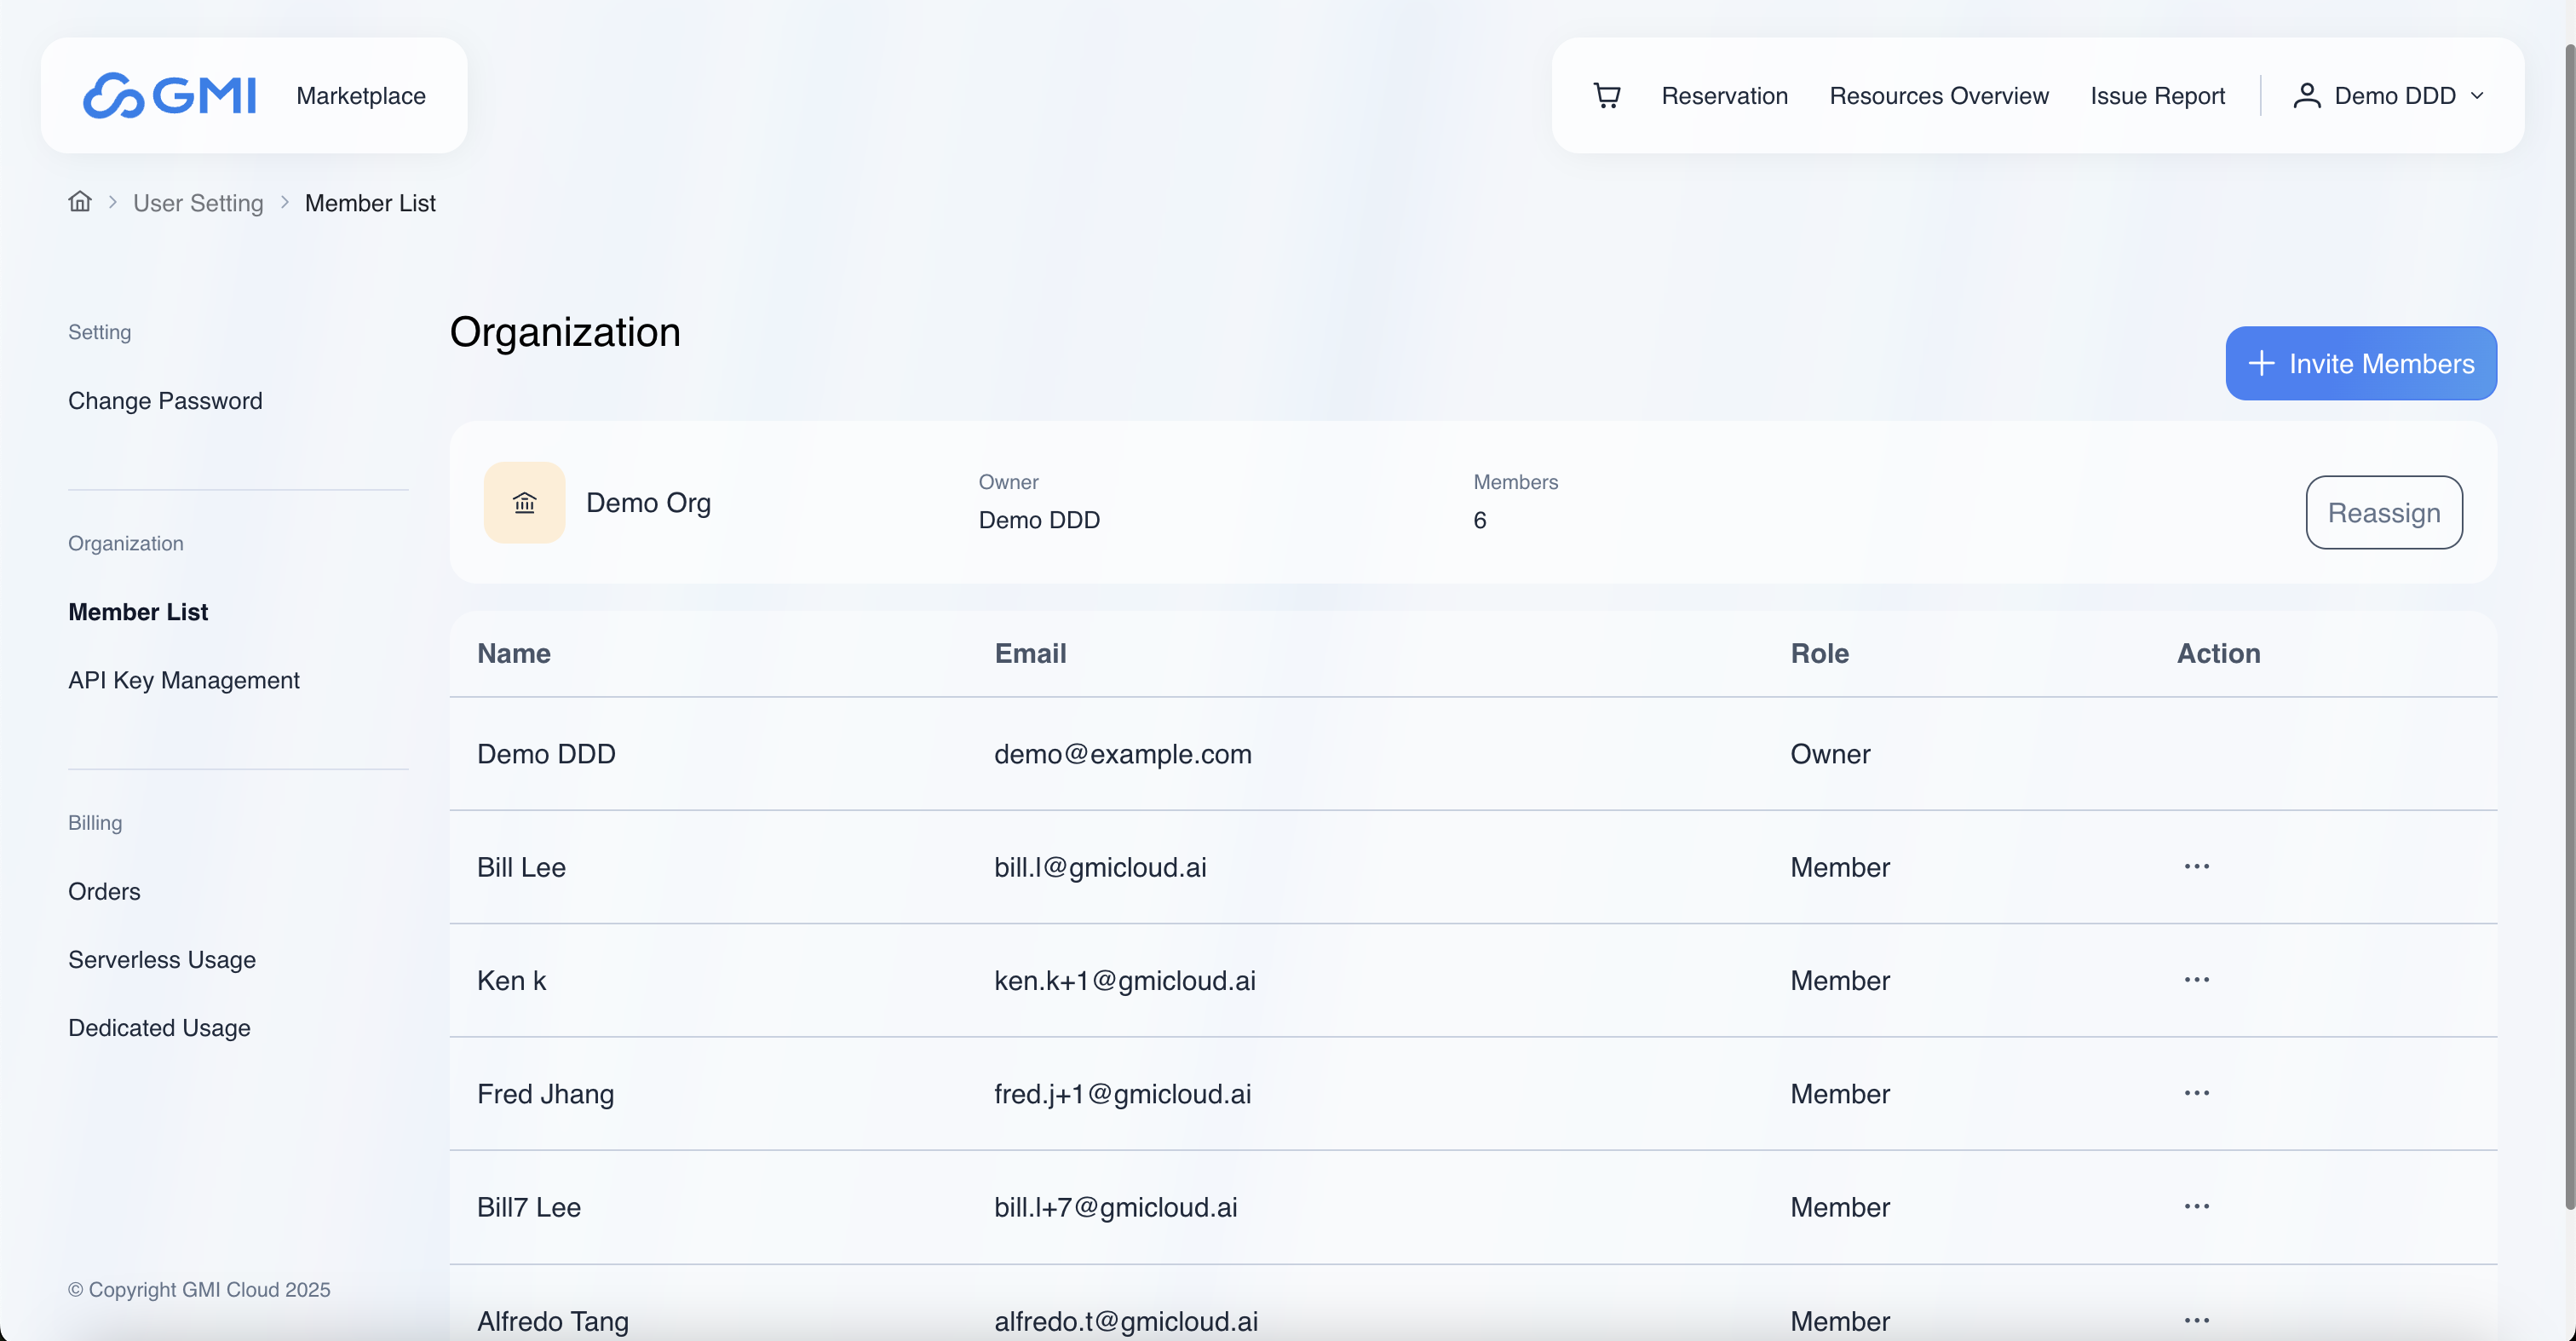 GMI Marketplace
Reservation Resources Overview Issue Report Demo DDD
User Setting Member List
Setting
Change Password
Organization
Member List
API Key Management
Billing
Orders
Serverless Usage
Dedicated Usage
© Copyright GMI Cloud 2025
Organization
Invite Members
Demo Org
Owner
Demo DDD
Members
6
Reassign
Name Email Role Action
Demo DDD demo@example.com Owner
Bill Lee bill.l@gmicloud.ai Member
Ken k ken.k+1@gmicloud.ai Member
Fred Jhang fred.j+1@gmicloud.ai Member
Bill7 Lee bill.l+7@gmicloud.ai Member
Alfredo Tang alfredo.t@gmicloud.ai Member